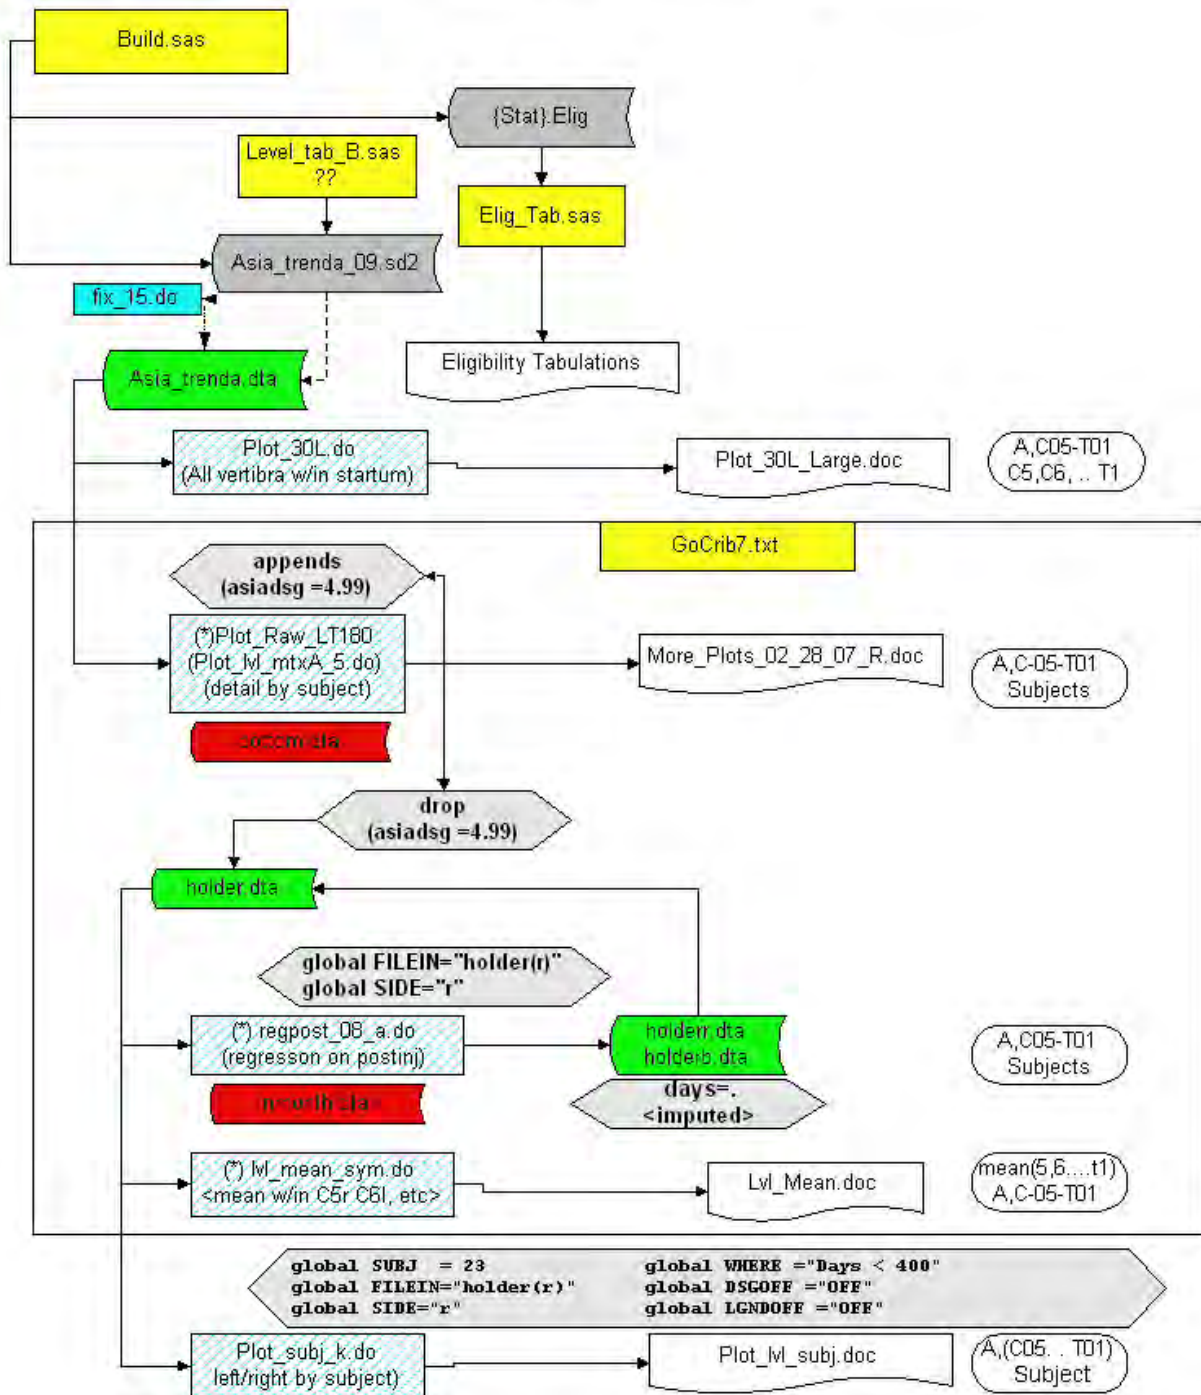 Build.sas
{Stat}.Elig
Level_tab_B.sas
??
Elig_Tab.sas
Asia_trenda_09.sd2
fix_15.do
Eligibility Tabulations
Asia_trenda.dta
Plot_30L.do
(All vertibra w/in startum)
Plot_30L_Large.doc
A,C05-T01
C5,C6, .. T1
GoCrib7.txt
appends
(asiadsg =4.99)
(*)Plot_Raw_LT180
(Plot_lvl_mtxA_5.do)
(detail by subject)
More_Plots_02_28_07_R.doc
A,C-05-T01
Subjects
drop
(asiadsg =4.99)
holder.dta
global FILEIN="holder(r)"
global SIDE="r"
(*) regpost_08_a.do
(regresson on postinj)
holderr.dta
holderb.dta
A,C05-T01
Subjects
days=.
<imputed>
(*) lvl_mean_sym.do
<mean w/in C5r C6l, etc>
Lvl_Mean.doc
mean(5,6....t1)
A,C-05-T01
global SUBJ = 23 global WHERE ="Days < 400"
global FILEIN="holder(r)" global DSGOFF ="OFF"
global SIDE="r" global LGNDOFF ="OFF"
Plot_subj_k.do
left/right by subject)
Plot_lvl_subj.doc
A,(C05. . T01)
Subject